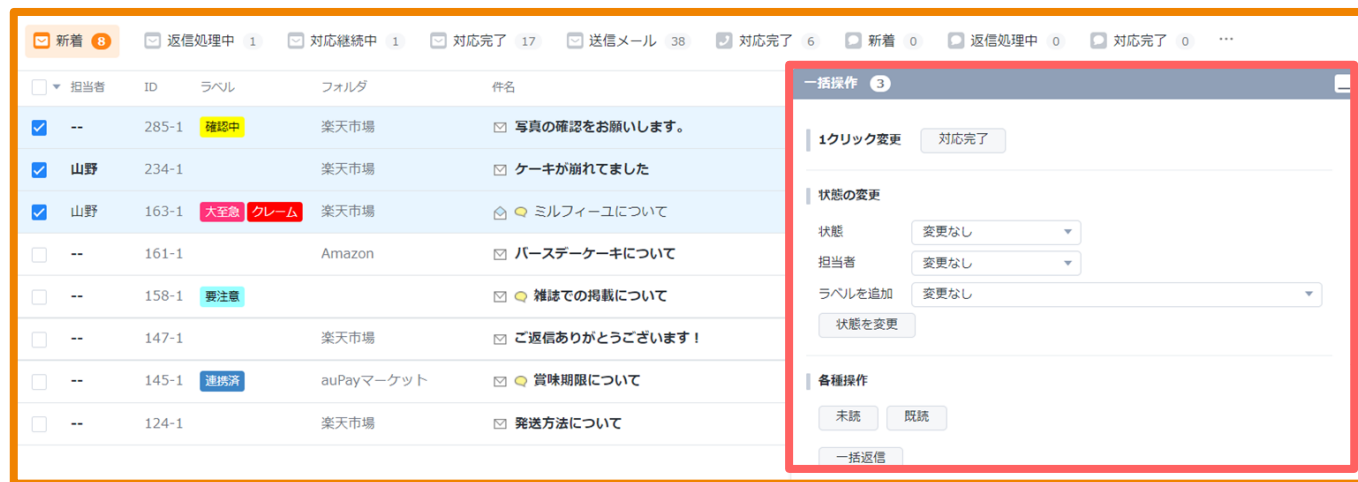 新着 8 返信処理中 1 対応継続中 1 対応完了 17 送信メール 38 対応完了 6 新着 0 返信処理中 0 対応完了 0 ...
担当者 ID ラベル フォルダ 件名
-- 285-1 確認中 楽天市場 写真の確認をお願いします。
山野 234-1 楽天市場 ケーキが崩れてました
山野 163-1 大至急 クレーム 楽天市場 ミルフィーユについて
-- 161-1 Amazon バースデーケーキについて
-- 158-1 要注意 雑誌での掲載について
-- 147-1 楽天市場 ご返信ありがとうございます！
-- 145-1 連携済 auPayマーケット 賞味期限について
-- 124-1 楽天市場 発送方法について
一括操作 3
1クリック変更 対応完了
状態の変更
状態 変更なし
担当者 変更なし
ラベルを追加 変更なし
状態を変更
各種操作
未読 既読
一括返信